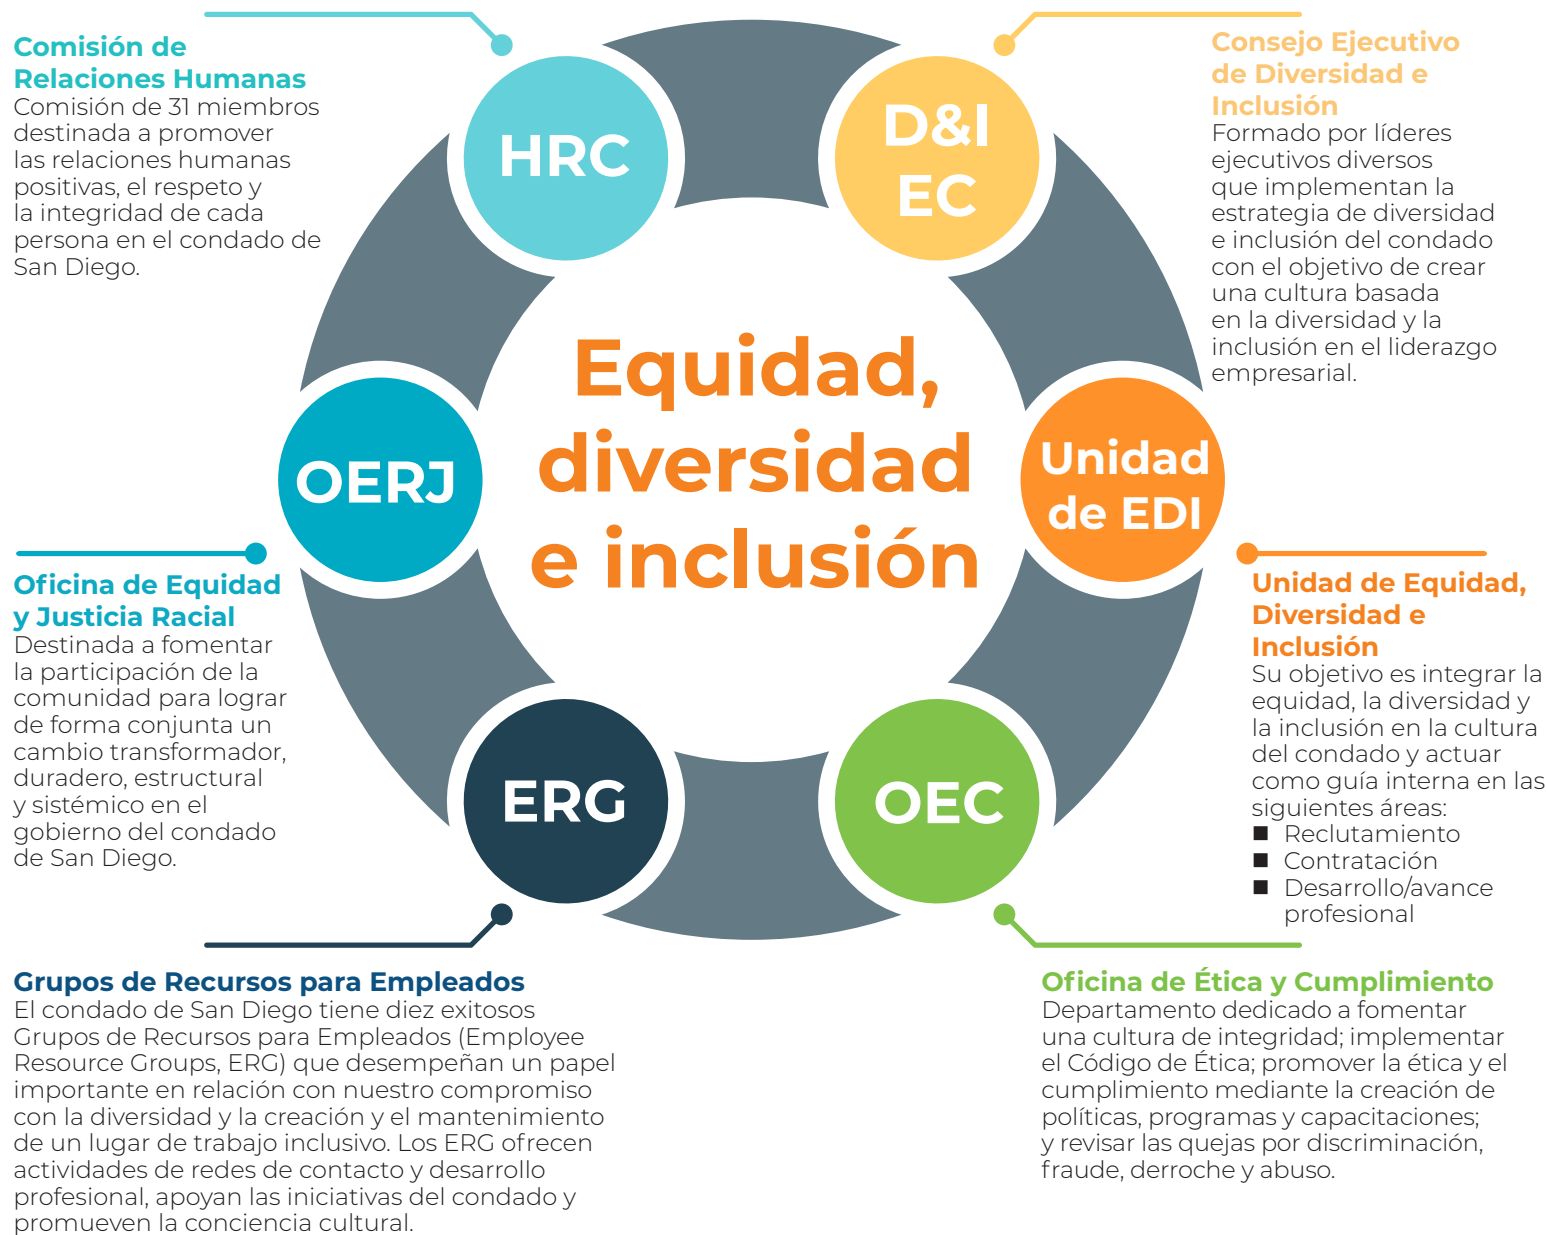 Comisión de
Relaciones Humanas
Comisión de 31 miembros
destinada a promover
las relaciones humanas
positivas, el respeto y
la integridad de cada
persona en el condado de
San Diego.
HRC
D&I
EC
Consejo Ejecutivo
de Diversidad e
Inclusión
Formado por líderes
ejecutivos diversos
que implementan la
estrategia de diversidad
e inclusión del condado
con el objetivo de crear
una cultura basada
en la diversidad y la
inclusión en el liderazgo
empresarial.
Equidad,
diversidad
e inclusión
OERJ
Unidad
de EDI
Oficina de Equidad
y Justicia Racial
Destinada a fomentar
la participación de la
comunidad para lograr
de forma conjunta un
cambio transformador,
duradero, estructural
y sistémico en el
gobierno del condado
de San Diego.
Unidad de Equidad,
Diversidad e
Inclusión
Su objetivo es integrar la
equidad, la diversidad y
la inclusión en la cultura
del condado y actuar
como guía interna en las
siguientes áreas:
■ Reclutamiento
■ Contratación
■ Desarrollo/avance
profesional
ERG
OEC
Grupos de Recursos para Empleados
El condado de San Diego tiene diez exitosos
Grupos de Recursos para Empleados (Employee
Resource Groups, ERG) que desempeñan un papel
importante en relación con nuestro compromiso
con la diversidad y la creación y el mantenimiento
de un lugar de trabajo inclusivo. Los ERG ofrecen
actividades de redes de contacto y desarrollo
profesional, apoyan las iniciativas del condado y
promueven la conciencia cultural.
Oficina de Ética y Cumplimiento
Departamento dedicado a fomentar
una cultura de integridad; implementar
el Código de Ética; promover la ética y el
cumplimiento mediante la creación de
políticas, programas y capacitaciones;
y revisar las quejas por discriminación,
fraude, derroche y abuso.